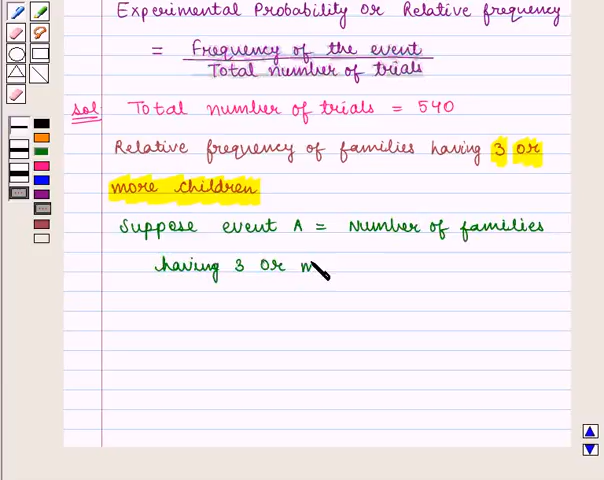 Experimental Probability or Relative frequency
= Frequency of the event
Total number of trials
Sol Total number of trials = 540
Relative frequency of families having 3 or
more children
Suppose event A = Number of families
having 3 or m